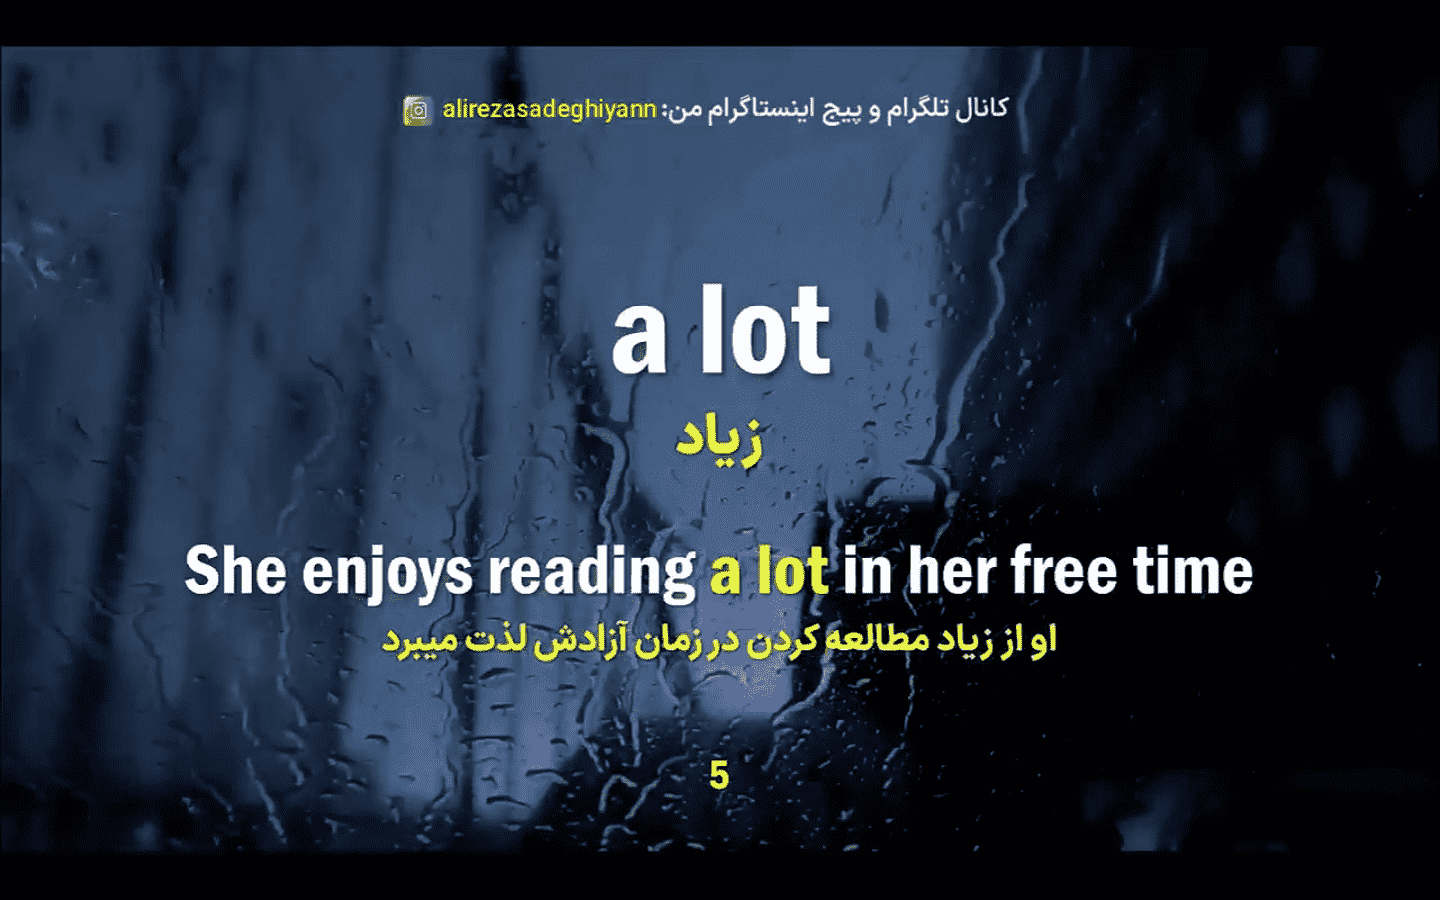 کانال تلگرام و پیج اینستاگرام من: alirezasadeghiyann
a lot
زیاد
She enjoys reading a lot in her free time
او از زیاد مطالعه کردن در زمان آزادش لذت میبرد
5